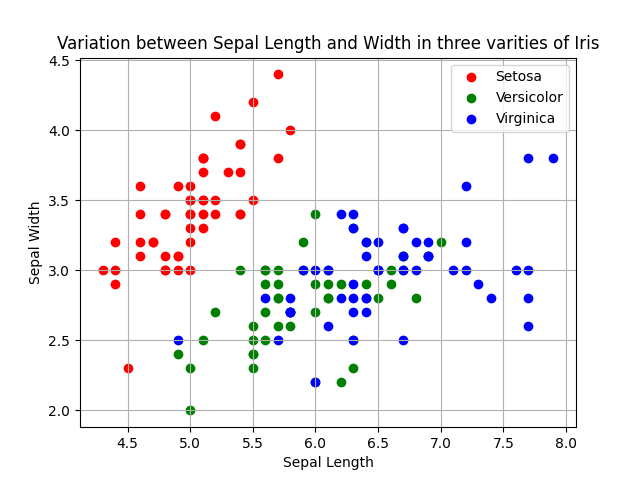 Variation between Sepal Length and Width in three varities of Iris
Setosa
Versicolor
Virginica
Sepal Width
4.5
4.0
3.5
3.0
2.5
2.0
4.5 5.0 5.5 6.0 6.5 7.0 7.5 8.0
Sepal Length